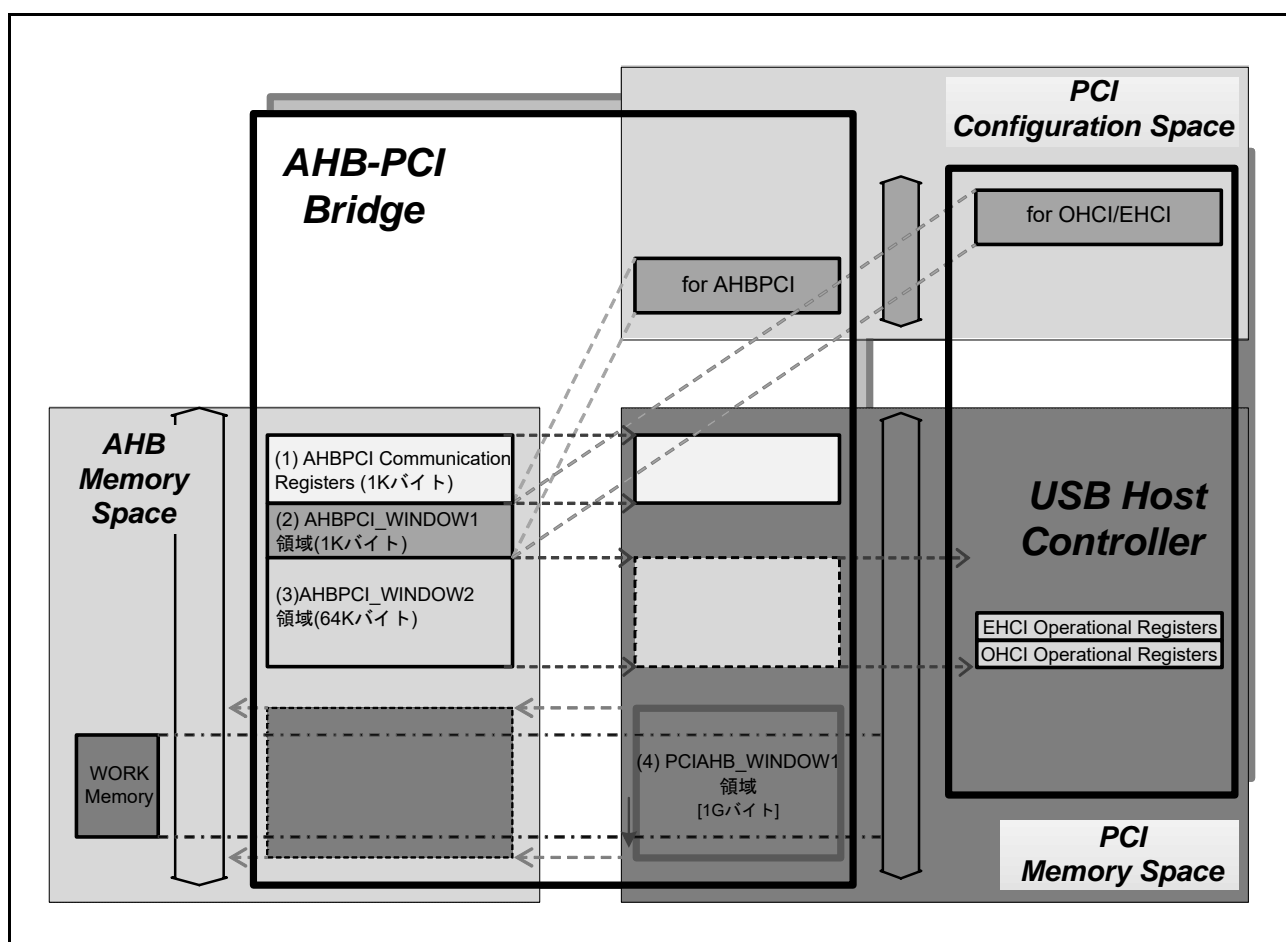 PCI
Configuration Space
AHB-PCI
Bridge
for OHCI/EHCI
for AHBPCI
AHB
Memory
Space
(1) AHBPCI Communication
Registers (1Kバイト)
(2) AHBPCI_WINDOW1
領域(1Kバイト)
(3)AHBPCI_WINDOW2
領域(64Kバイト)
USB Host
Controller
EHCI Operational Registers
OHCI Operational Registers
WORK
Memory
(4) PCIAHB_WINDOW1
領域
[1Gバイト]
PCI
Memory Space